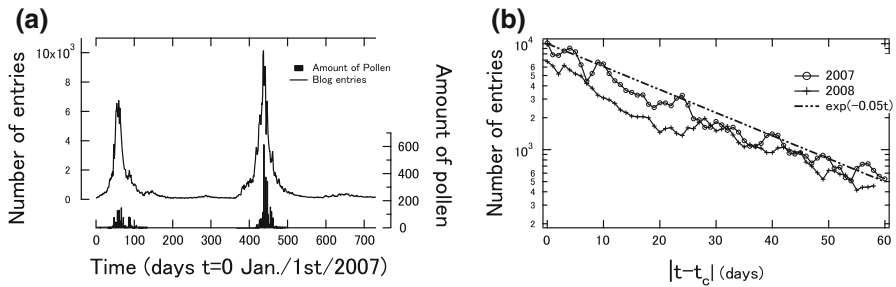 (a)
10x10³
8
6
4
2
0
Number of entries
Amount of Pollen
Blog entries
600
400
200
0
Amount of pollen
0 100 200 300 400 500 600 700
Time (days t=0 Jan./1st/2007)
(b)
10⁴
8
6
4
2
10³
8
6
5
4
3
2
Number of entries
2007
2008
exp(-0.05t)
0 10 20 30 40 50 60
|t-t_c| (days)